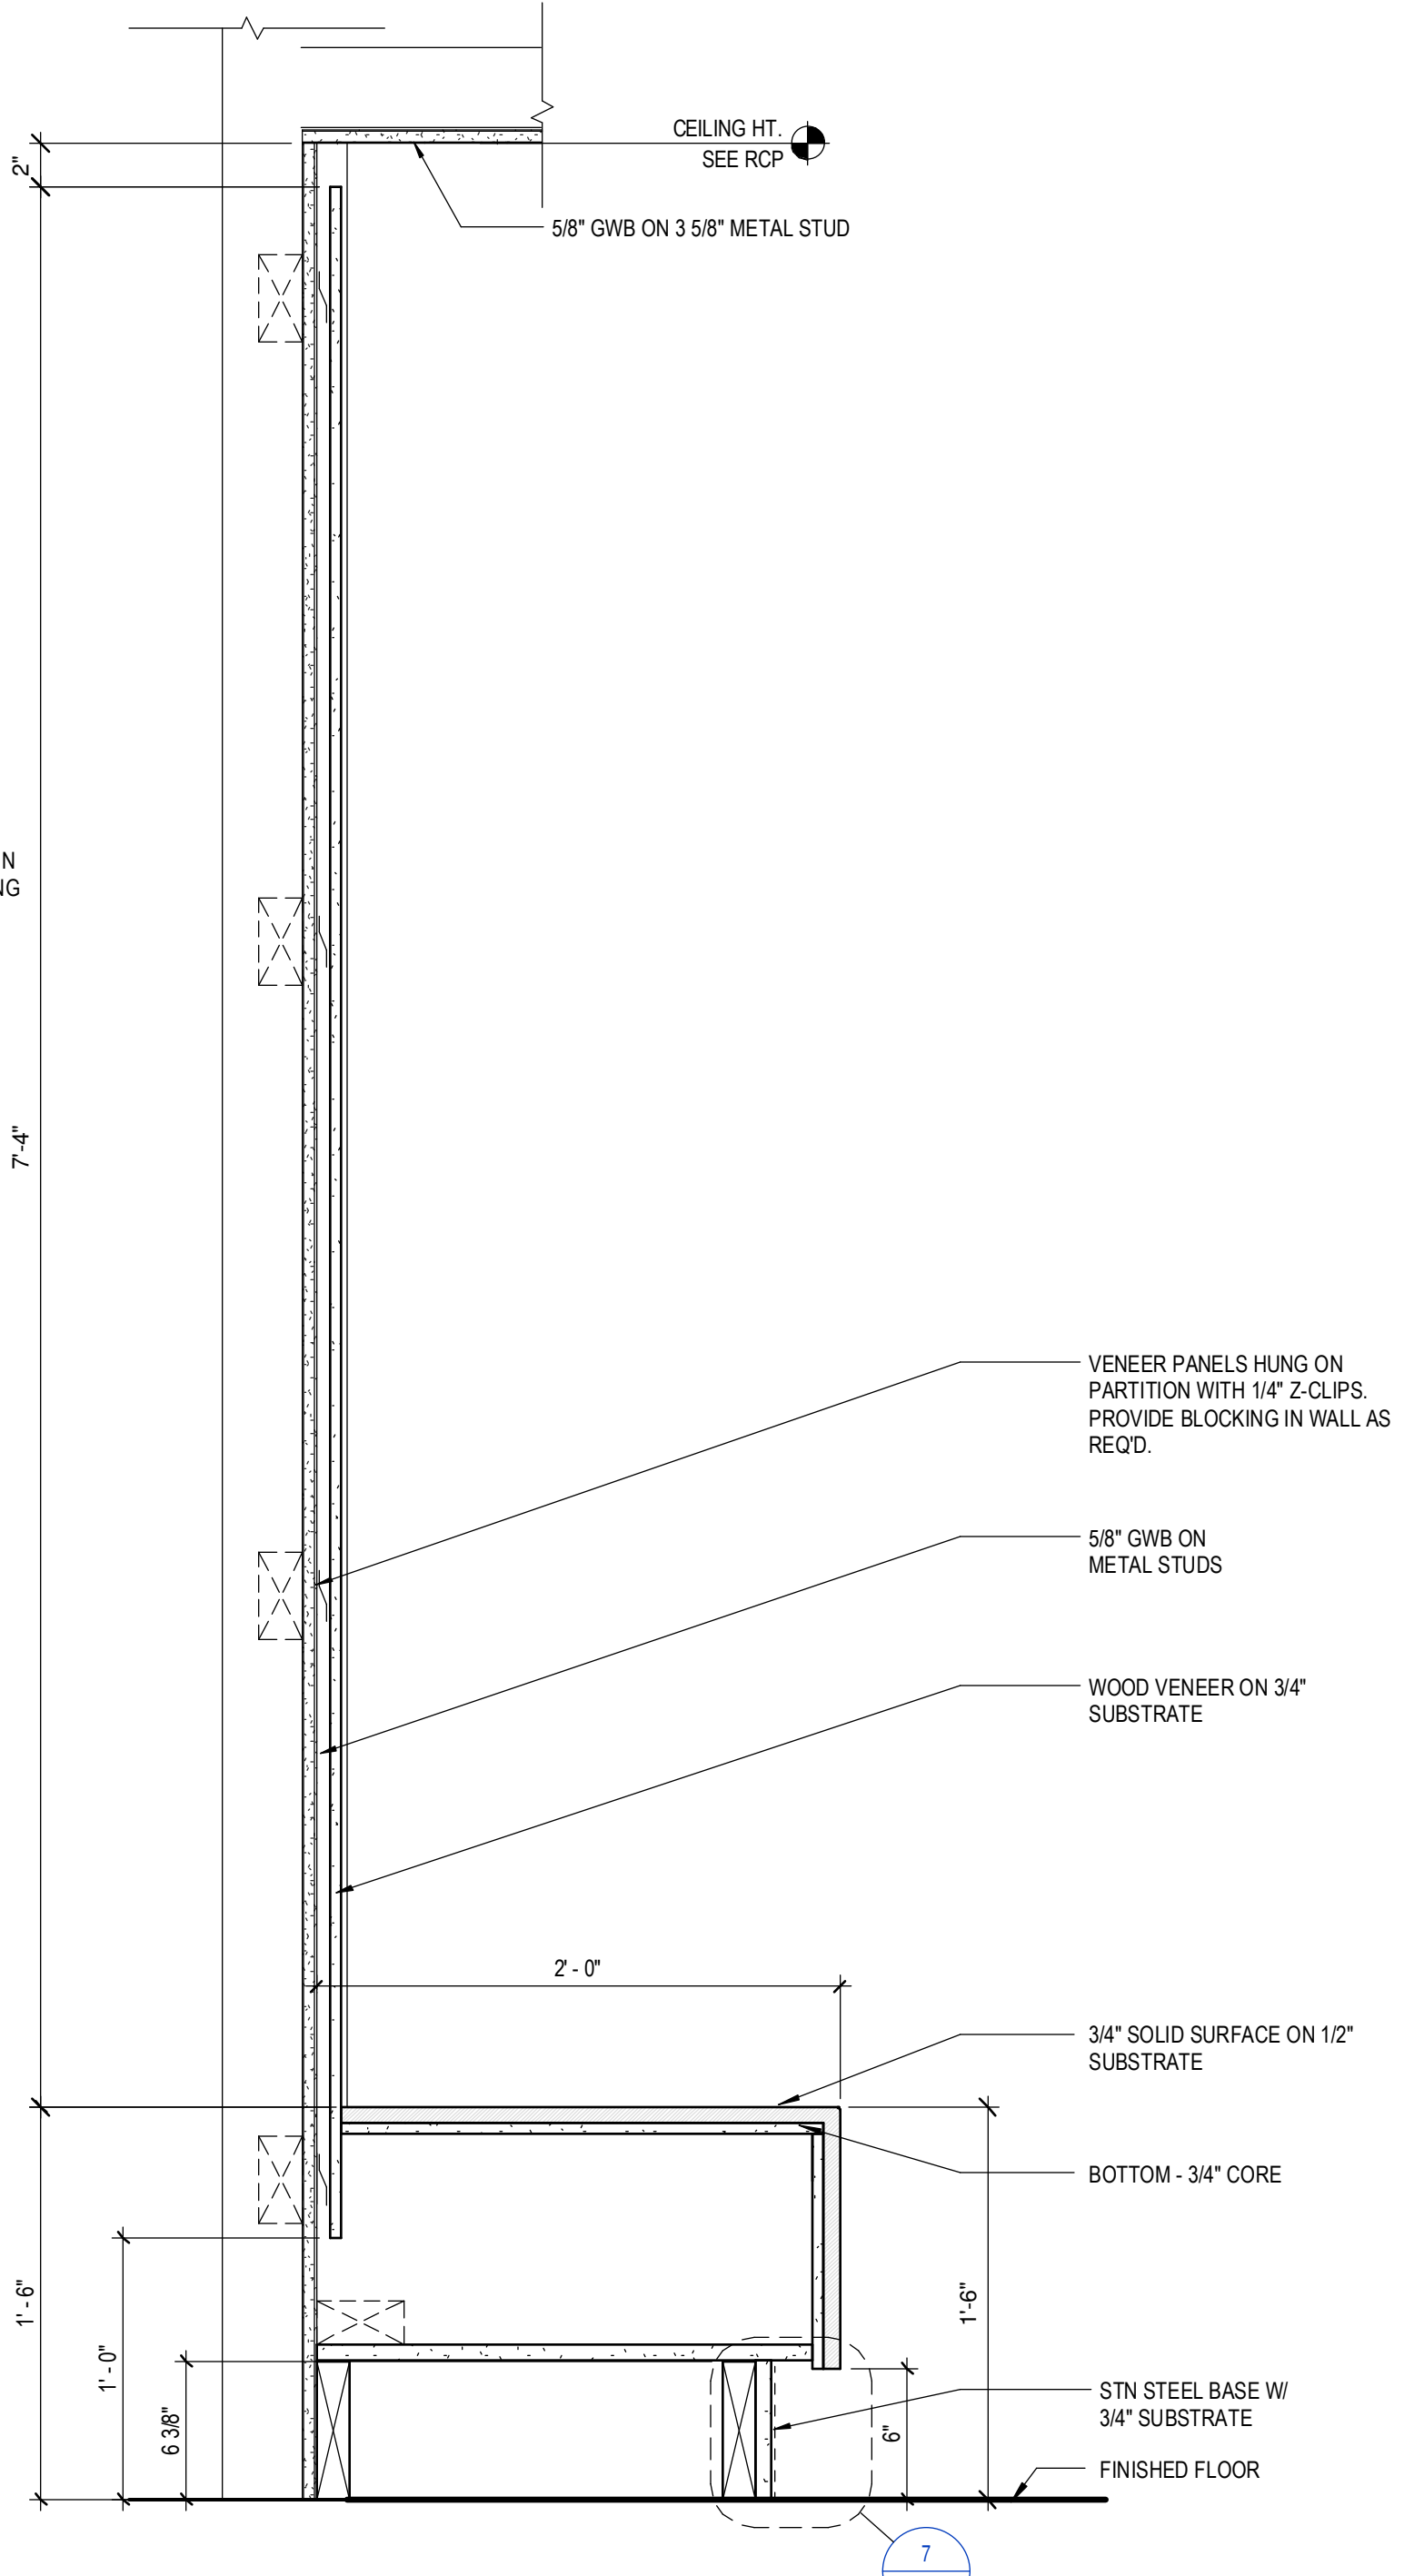 CEILING HT.
SEE RCP
2"
5/8" GWB ON 3 5/8" METAL STUD
7'-4"
VENEER PANELS HUNG ON
PARTITION WITH 1/4" Z-CLIPS.
PROVIDE BLOCKING IN WALL AS
REQ'D.
5/8" GWB ON
METAL STUDS
WOOD VENEER ON 3/4"
SUBSTRATE
2' - 0"
3/4" SOLID SURFACE ON 1/2"
SUBSTRATE
BOTTOM - 3/4" CORE
1' - 6"
1' - 0"
6 3/8"
1'-6"
6"
STN STEEL BASE W/
3/4" SUBSTRATE
FINISHED FLOOR
7